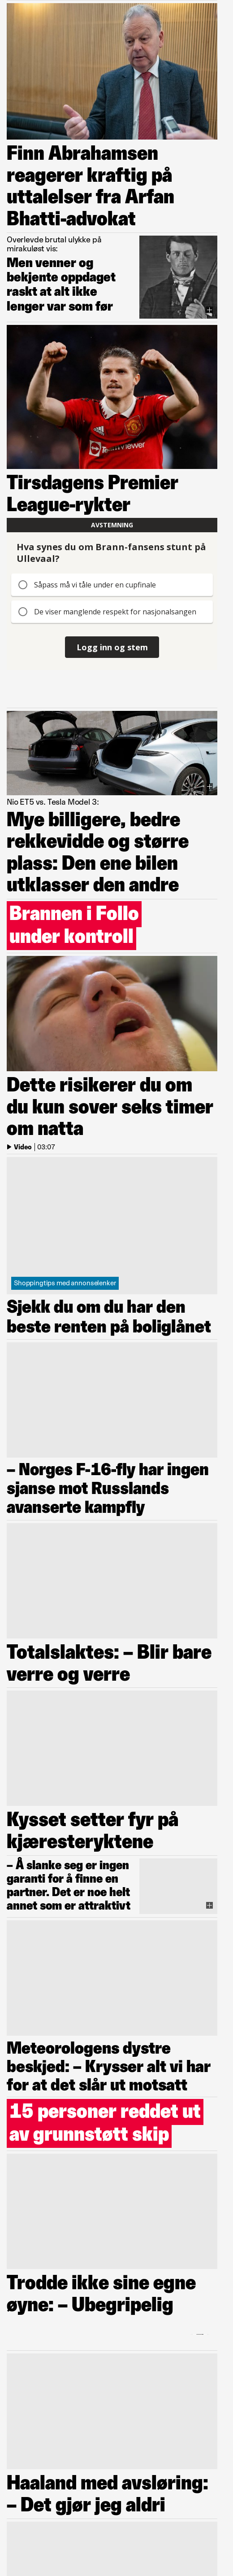 Finn Abrahamsen
reagerer kraftig på
uttalelser fra Arfan
Bhatti-advokat
Overlevde brutal ulykke på
mirakuløst vis:
Men venner og
bekjente oppdaget
raskt at alt ikke
lenger var som før
Tirsdagens Premier
League-rykter
AVSTEMNING
Hva synes du om Brann-fansens stunt på
Ullevaal?
Såpass må vi tåle under en cupfinale
De viser manglende respekt for nasjonalsangen
Logg inn og stem
Nio ET5 vs. Tesla Model 3:
Mye billigere, bedre
rekkevidde og større
plass: Den ene bilen
utklasser den andre
Brannen i Follo
under kontroll
Dette risikerer du om
du kun sover seks timer
om natta
Video | 03:07
Shoppingtips med annonselenker
Sjekk du om du har den
beste renten på boliglånet
– Norges F-16-fly har ingen
sjanse mot Russlands
avanserte kampfly
Totalslaktes: – Blir bare
verre og verre
Kysset setter fyr på
kjæresteryktene
– Å slanke seg er ingen
garanti for å finne en
partner. Det er noe helt
annet som er attraktivt
Meteorologens dystre
beskjed: – Krysser alt vi har
for at det slår ut motsatt
15 personer reddet ut
av grunnstøtt skip
Trodde ikke sine egne
øyne: – Ubegripelig
Haaland med avsløring:
– Det gjør jeg aldri